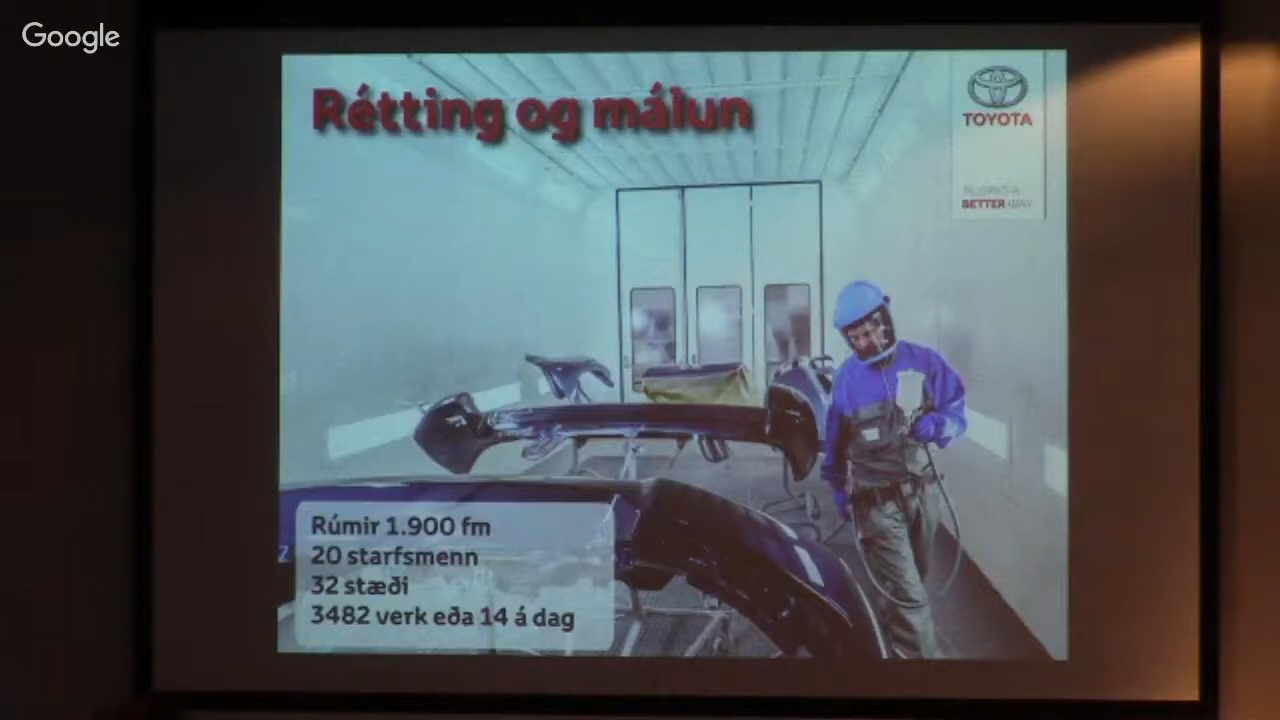 Google
Rétting og málun
TOYOTA
BETTER
Rúmir 1.900 fm
20 starfsmenn
32 stæði
3482 verk eða 14 á dag